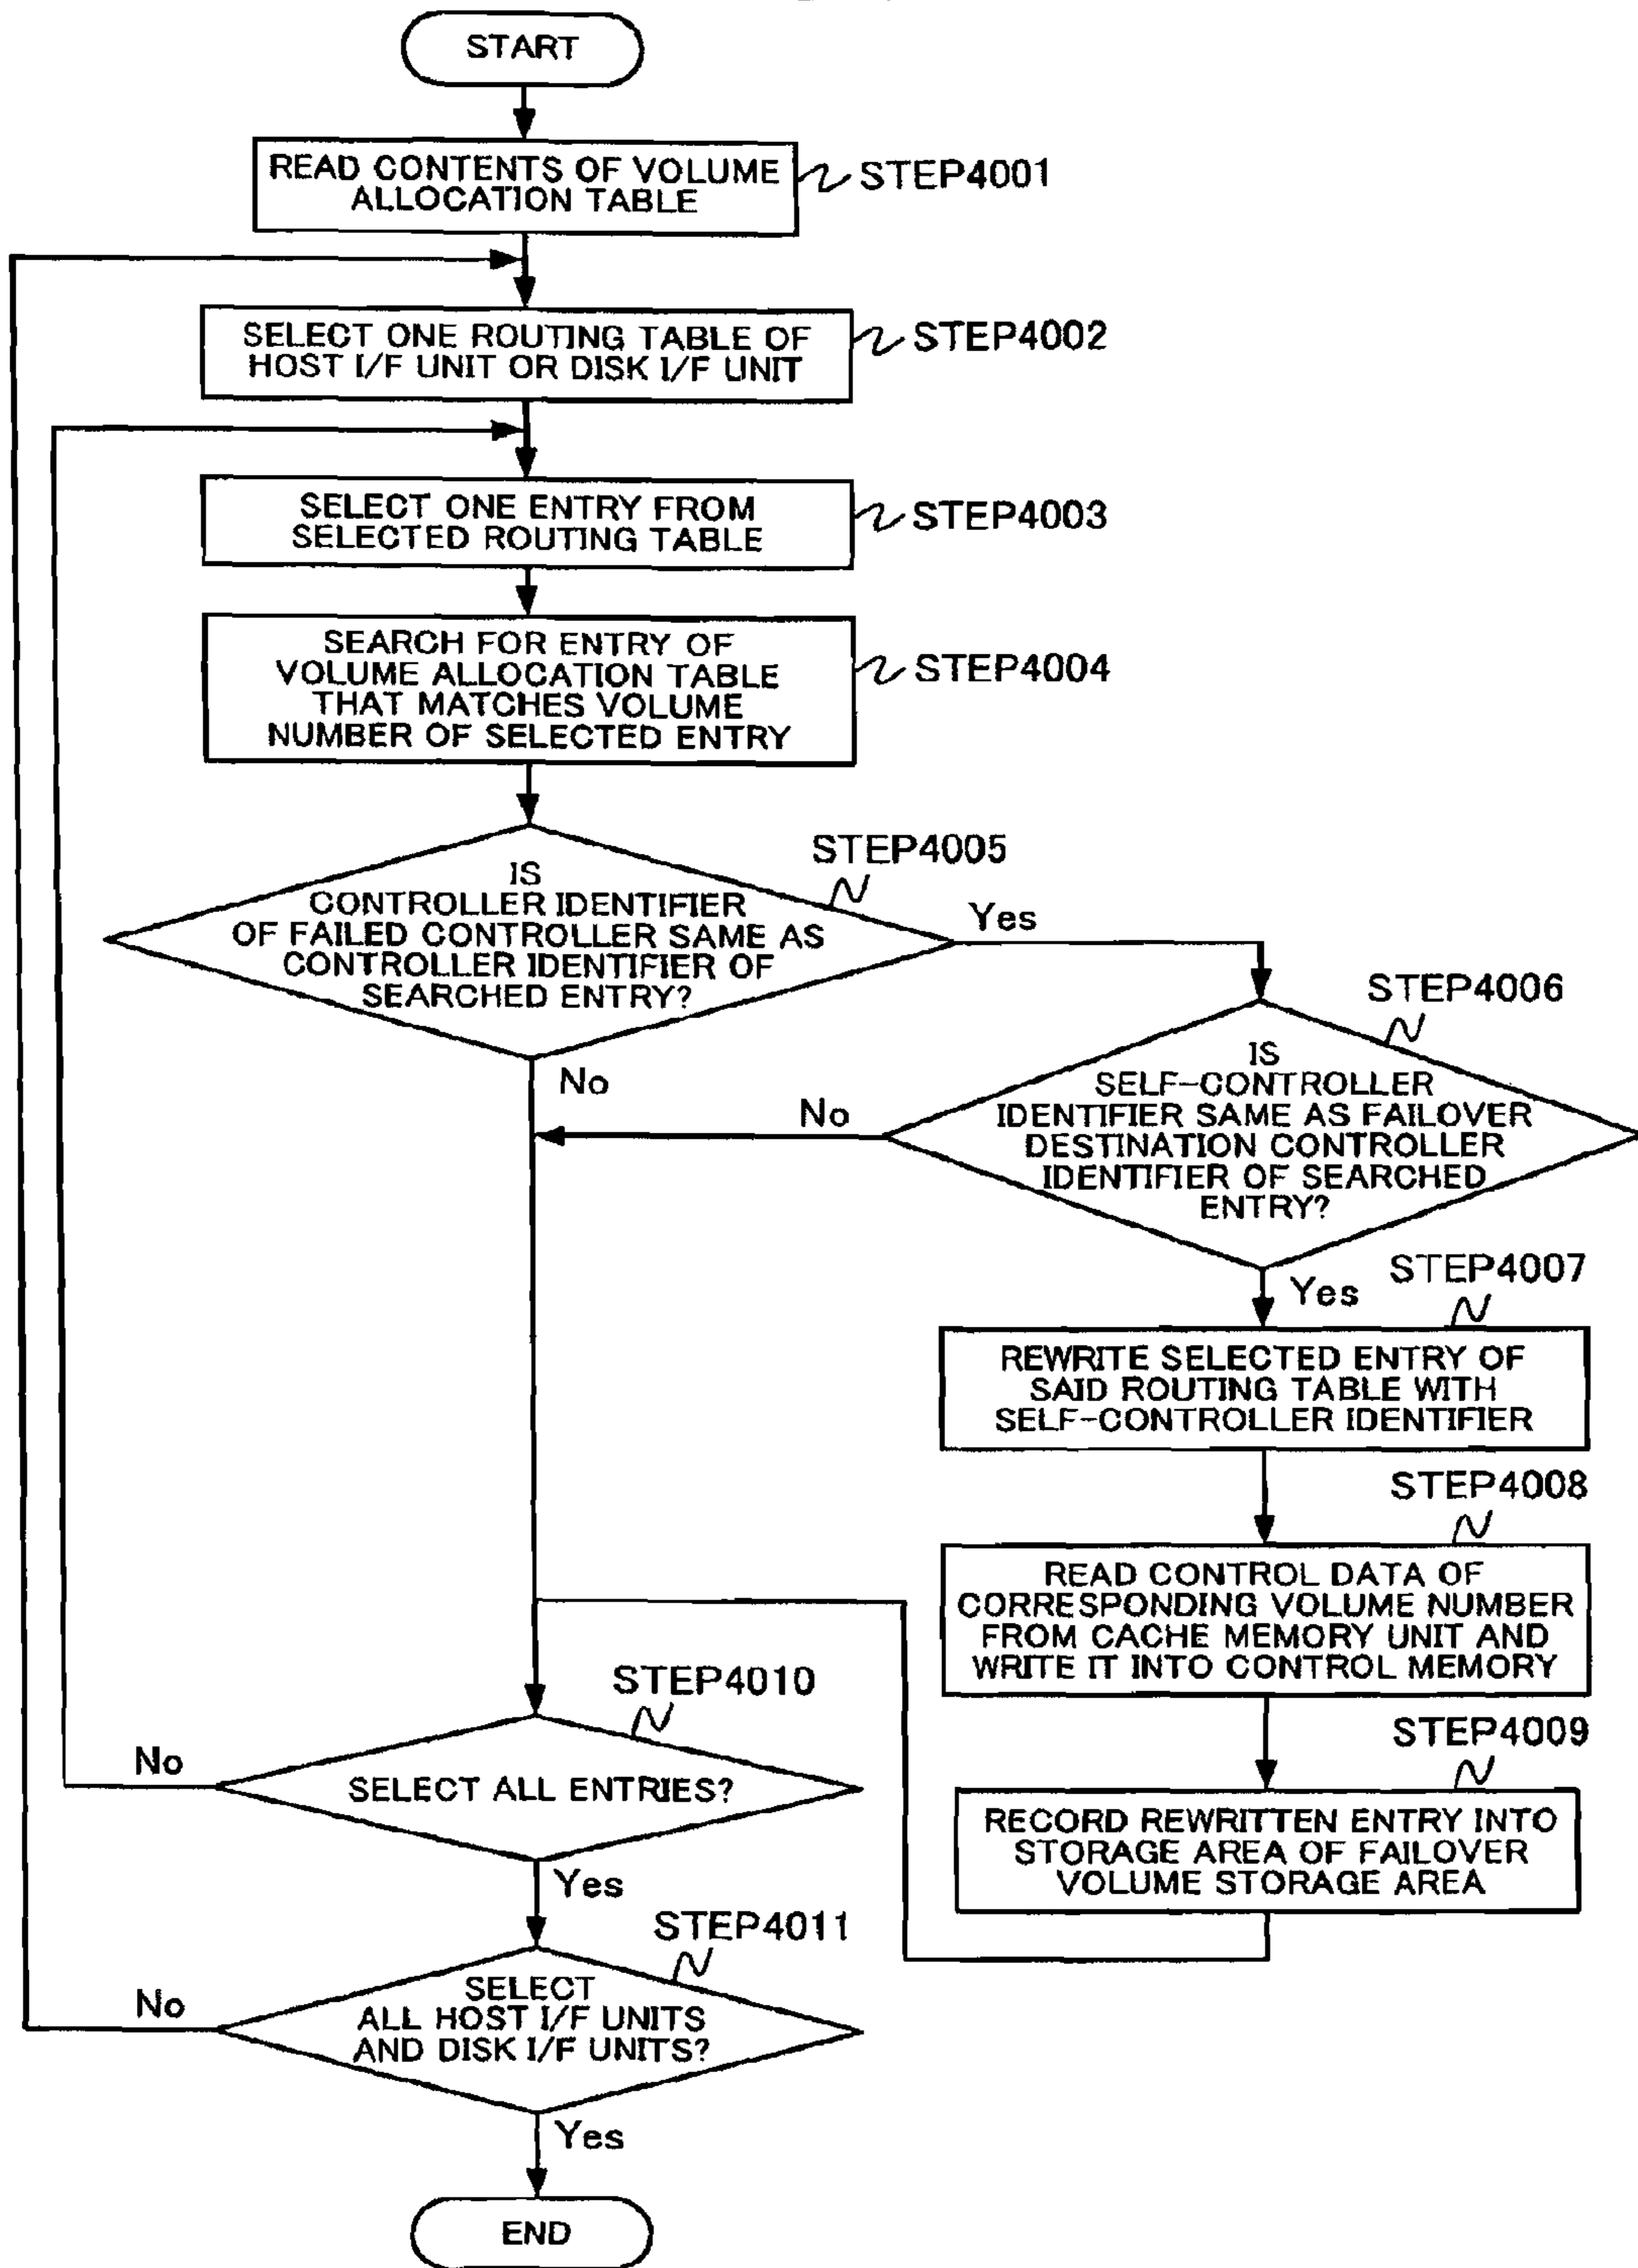 START
READ CONTENTS OF VOLUME
ALLOCATION TABLE
STEP4001
SELECT ONE ROUTING TABLE OF
HOST I/F UNIT OR DISK I/F UNIT
STEP4002
SELECT ONE ENTRY FROM
SELECTED ROUTING TABLE
STEP4003
SEARCH FOR ENTRY OF
VOLUME ALLOCATION TABLE
THAT MATCHES VOLUME
NUMBER OF SELECTED ENTRY
STEP4004
STEP4005
IS
CONTROLLER IDENTIFIER
OF FAILED CONTROLLER SAME AS
CONTROLLER IDENTIFIER OF
SEARCHED ENTRY?
Yes
No
STEP4006
IS
SELF-CONTROLLER
IDENTIFIER SAME AS FAILOVER
DESTINATION CONTROLLER
IDENTIFIER OF SEARCHED
ENTRY?
No
Yes
STEP4007
REWRITE SELECTED ENTRY OF
SAID ROUTING TABLE WITH
SELF-CONTROLLER IDENTIFIER
STEP4008
READ CONTROL DATA OF
CORRESPONDING VOLUME NUMBER
FROM CACHE MEMORY UNIT AND
WRITE IT INTO CONTROL MEMORY
STEP4009
RECORD REWRITTEN ENTRY INTO
STORAGE AREA OF FAILOVER
VOLUME STORAGE AREA
STEP4010
No
SELECT ALL ENTRIES?
Yes
STEP4011
No
SELECT
ALL HOST I/F UNITS
AND DISK I/F UNITS?
Yes
END